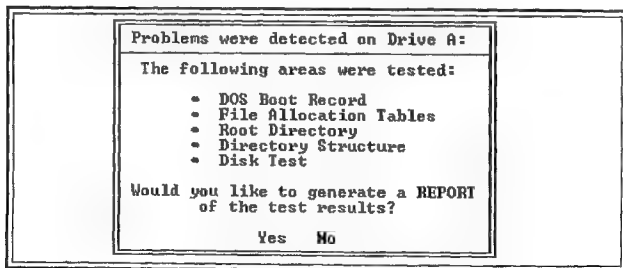 Problems were detected on Drive A:
The following areas were tested:
• DOS Boot Record
• File Allocation Tables
• Root Directory
• Directory Structure
• Disk Test
Would you like to generate a REPORT
of the test results?
Yes No